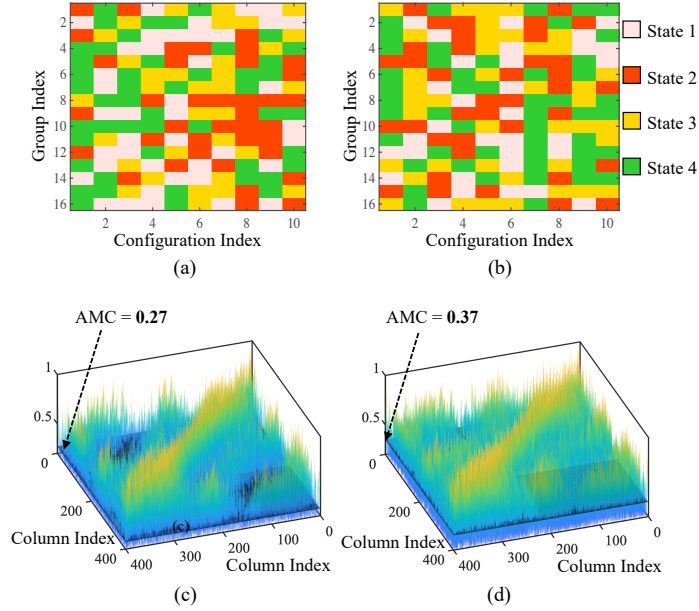 2
4
6
8
10
12
14
16
Group Index
2 4 6 8 10
Configuration Index
(a)
2
4
6
8
10
12
14
16
Group Index
2 4 6 8 10
Configuration Index
(b)
State 1
State 2
State 3
State 4
AMC = 0.27
1
0.5
0
200
400
Column Index
400 300 200 100 0
Column Index
(c)
(c)
AMC = 0.37
1
0.5
0
200
400
Column Index
400 300 200 100 0
Column Index
(d)